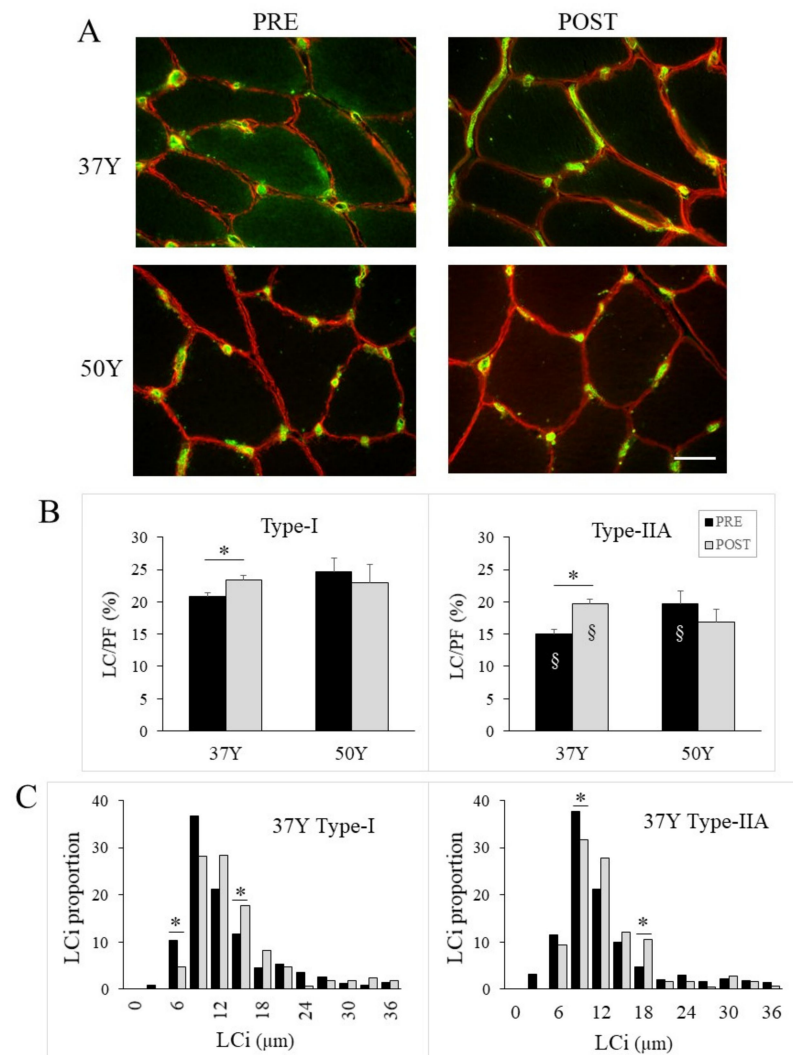 A
PRE
POST
37Y
50Y
B
Type-I
30
25
20
15
10
5
0
LC/PF (%)
*
37Y
50Y
Type-IIA
PRE
POST
30
25
20
15
10
5
0
LC/PF (%)
*
§
§
§
37Y
50Y
C
37Y Type-I
40
30
20
10
0
LCi proportion
*
*
0
6
12
18
24
30
36
LCi (μm)
37Y Type-IIA
40
30
20
10
0
LCi proportion
*
*
0
6
12
18
24
30
36
LCi (μm)